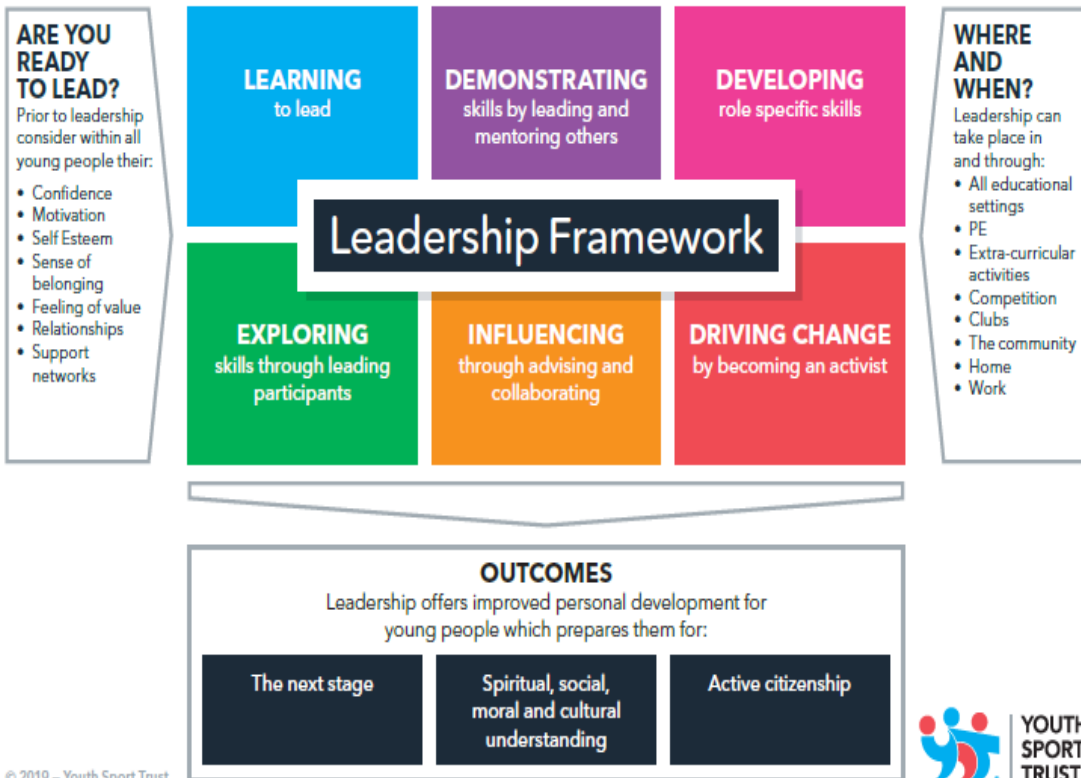 ARE YOU
READY
TO LEAD?
Prior to leadership
consider within all
young people their:
• Confidence
• Motivation
• Self Esteem
• Sense of
belonging
• Feeling of value
• Relationships
• Support
networks
LEARNING
to lead
DEMONSTRATING
skills by leading and
mentoring others
DEVELOPING
role specific skills
Leadership Framework
EXPLORING
skills through leading
participants
INFLUENCING
through advising and
collaborating
DRIVING CHANGE
by becoming an activist
WHERE
AND
WHEN?
Leadership can
take place in
and through:
• All educational
settings
• PE
• Extra-curricular
activities
• Competition
• Clubs
• The community
• Home
• Work
OUTCOMES
Leadership offers improved personal development for
young people which prepares them for:
The next stage
Spiritual, social,
moral and cultural
understanding
Active citizenship
© 2019 – Youth Sport Trust
YOUTH
SPORT
TRUST